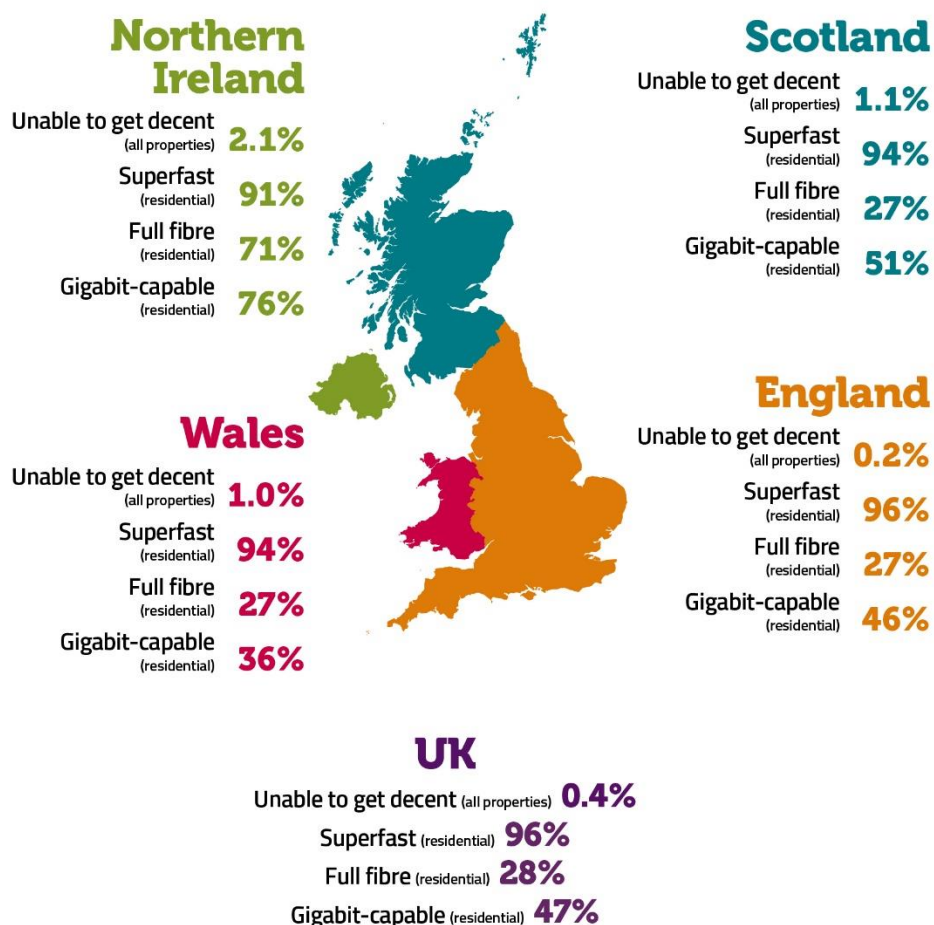 Northern
Ireland
Unable to get decent
(all properties) 2.1%
Superfast
(residential) 91%
Full fibre
(residential) 71%
Gigabit-capable
(residential) 76%
Scotland
Unable to get decent
(all properties) 1.1%
Superfast
(residential) 94%
Full fibre
(residential) 27%
Gigabit-capable
(residential) 51%
Wales
Unable to get decent
(all properties) 1.0%
Superfast
(residential) 94%
Full fibre
(residential) 27%
Gigabit-capable
(residential) 36%
England
Unable to get decent
(all properties) 0.2%
Superfast
(residential) 96%
Full fibre
(residential) 27%
Gigabit-capable
(residential) 46%
UK
Unable to get decent (all properties) 0.4%
Superfast (residential) 96%
Full fibre (residential) 28%
Gigabit-capable (residential) 47%